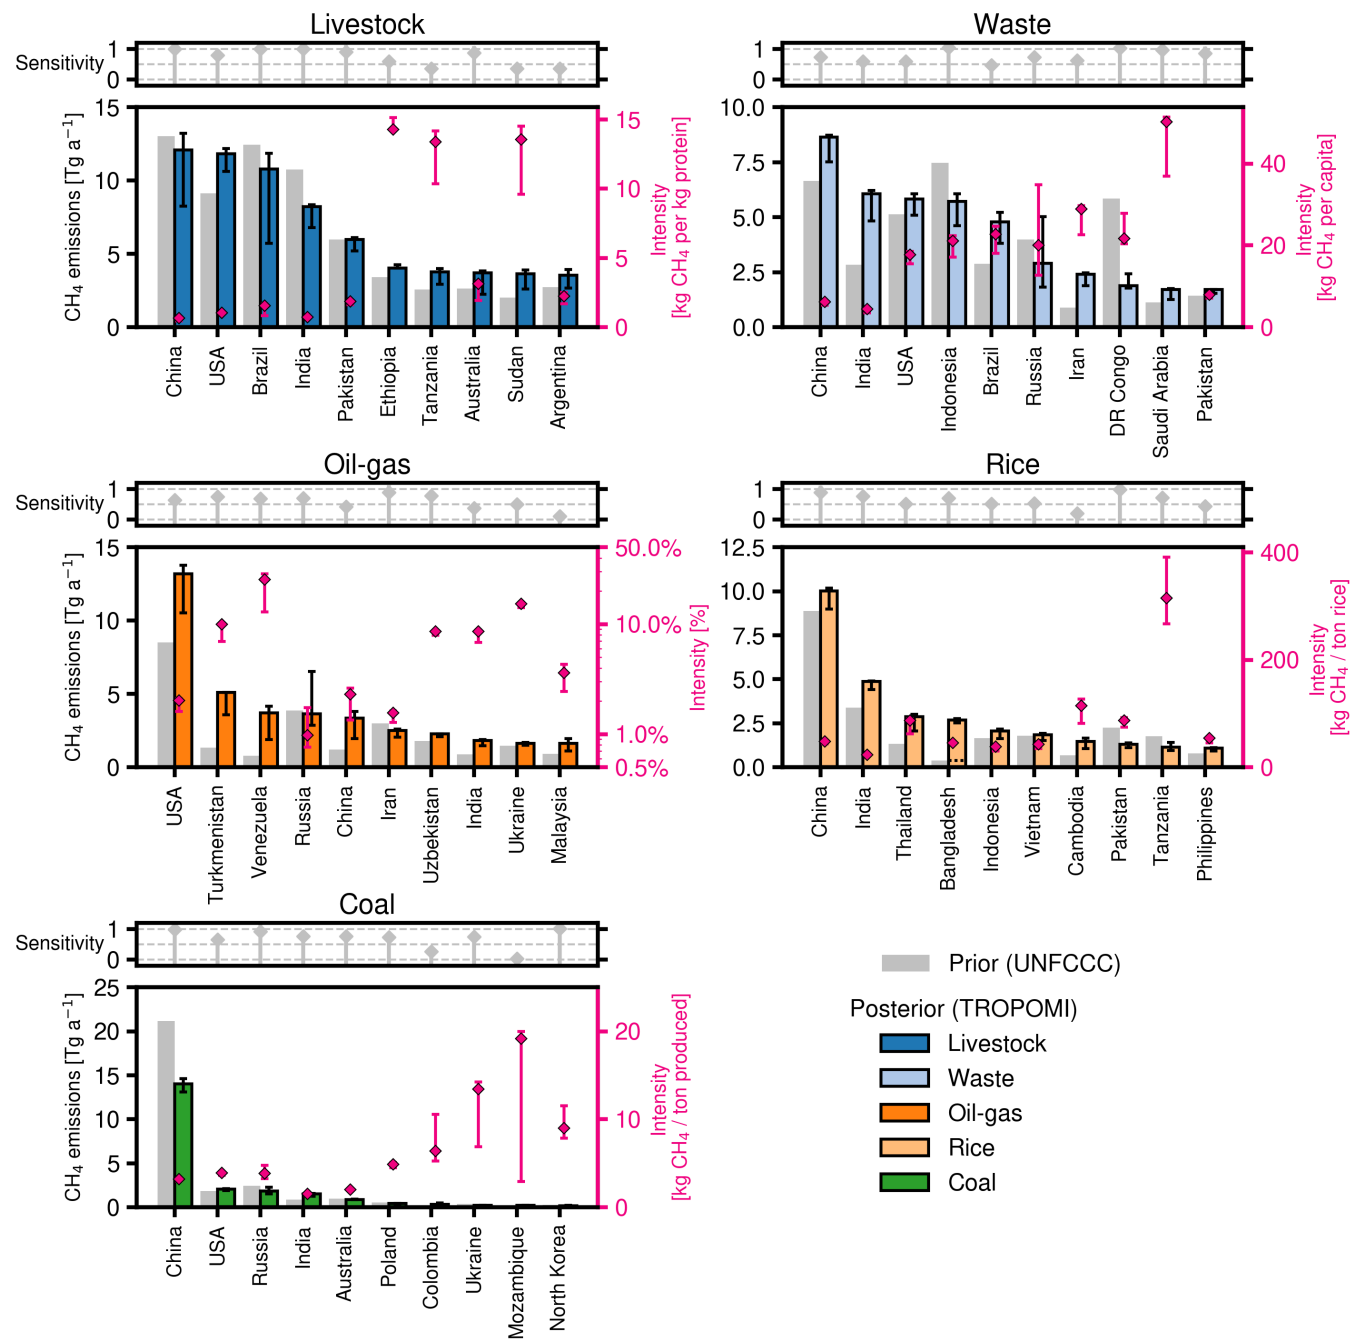 Livestock
Sensitivity
1
0
CH₄ emissions [Tg a⁻¹]
15
10
5
0
15
10
5
0
Intensity
[kg CH₄ per kg protein]
China
USA
Brazil
India
Pakistan
Ethiopia
Tanzania
Australia
Sudan
Argentina
Waste
1
0
10.0
7.5
5.0
2.5
0.0
40
20
0
Intensity
[kg CH₄ per capita]
China
India
USA
Indonesia
Brazil
Russia
Iran
DR Congo
Saudi Arabia
Pakistan
Oil-gas
Sensitivity
1
0
CH₄ emissions [Tg a⁻¹]
15
10
5
0
50.0%
10.0%
1.0%
0.5%
Intensity [%]
USA
Turkmenistan
Venezuela
Russia
China
Iran
Uzbekistan
India
Ukraine
Malaysia
Rice
1
0
12.5
10.0
7.5
5.0
2.5
0.0
400
200
0
Intensity
[kg CH₄ / ton rice]
China
India
Thailand
Bangladesh
Indonesia
Vietnam
Cambodia
Pakistan
Tanzania
Philippines
Coal
Sensitivity
1
0
CH₄ emissions [Tg a⁻¹]
25
20
15
10
5
0
20
10
0
Intensity
[kg CH₄ / ton produced]
China
USA
Russia
India
Australia
Poland
Colombia
Ukraine
Mozambique
North Korea
Prior (UNFCCC)
Posterior (TROPOMI)
Livestock
Waste
Oil-gas
Rice
Coal